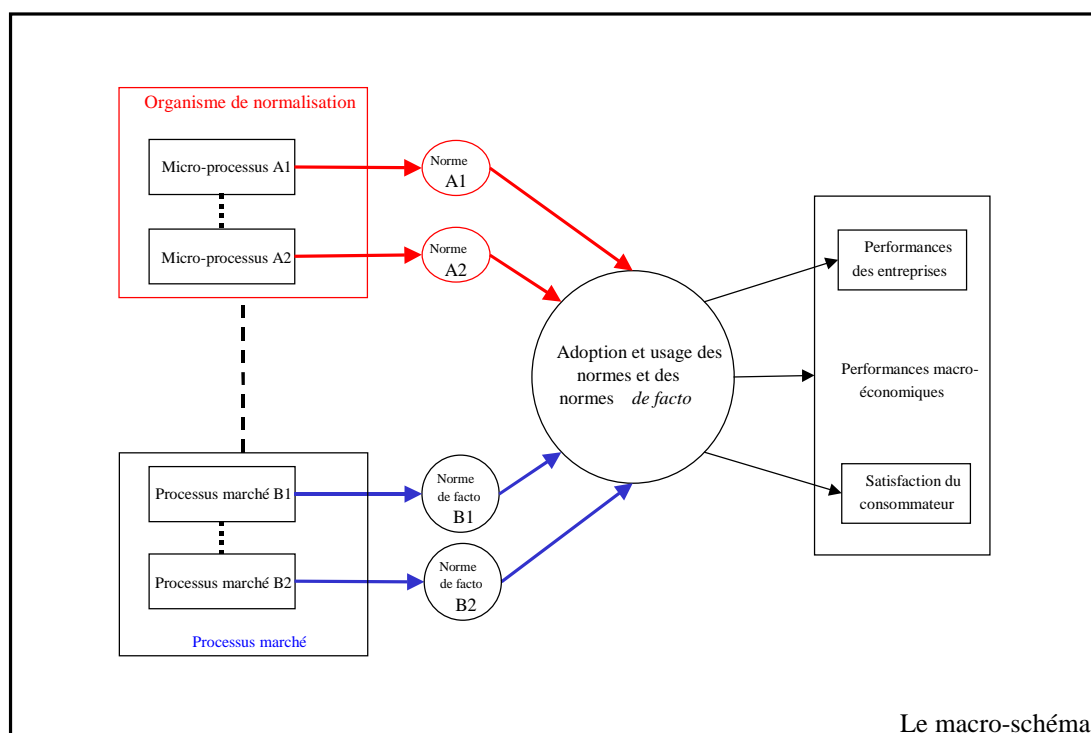 Organisme de normalisation
Micro-processus A1
Norme
A1
Micro-processus A2
Norme
A2
Adoption et usage des
normes et des
normes de facto
Performances
des entreprises
Performances macro-
économiques
Satisfaction du
consommateur
Processus marché B1
Norme
de facto
B1
Processus marché B2
Norme
de facto
B2
Processus marché
Le macro-schéma